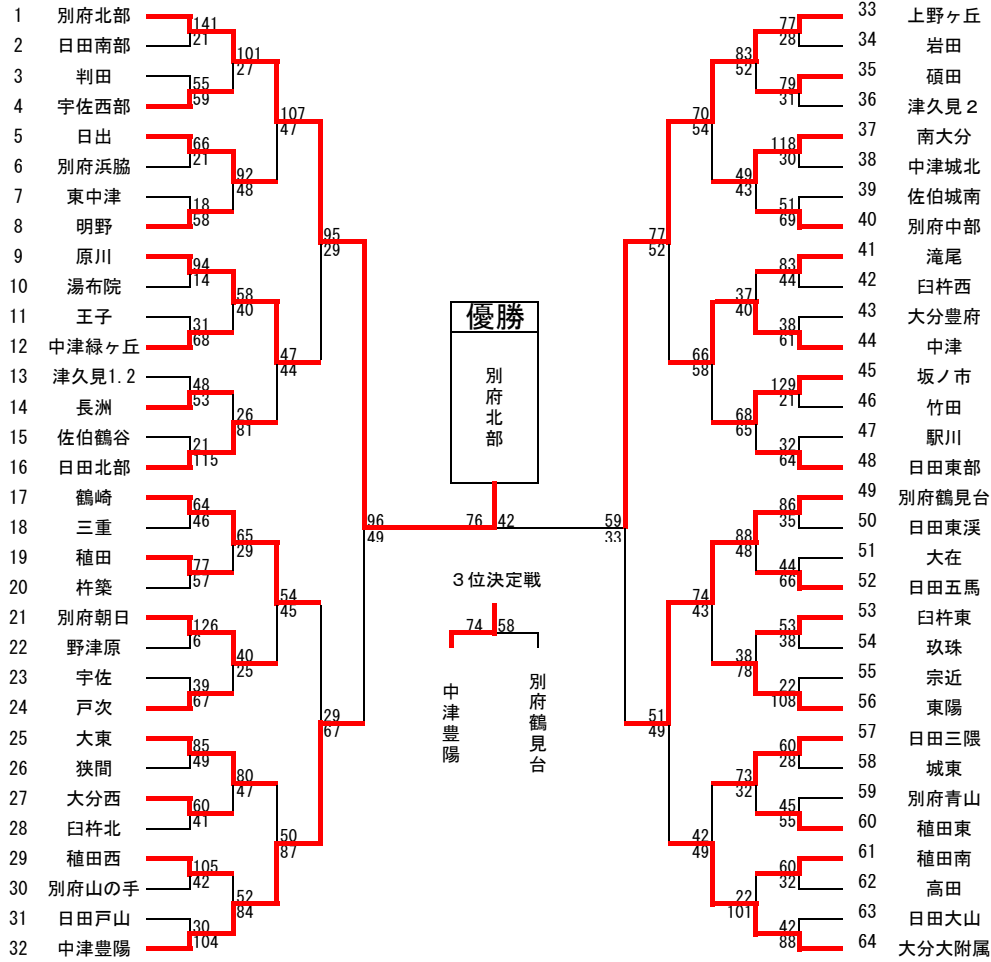 1 別府北部
2 日田南部
3 判田
4 宇佐西部
5 日出
6 別府浜脇
7 東中津
8 明野
9 原川
10 湯布院
11 王子
12 中津緑ヶ丘
13 津久見1.2
14 長洲
15 佐伯鶴谷
16 日田北部
17 鶴崎
18 三重
19 稙田
20 杵築
21 別府朝日
22 野津原
23 宇佐
24 戸次
25 大東
26 狭間
27 大分西
28 臼杵北
29 稙田西
30 別府山の手
31 日田戸山
32 中津豊陽
141
21
55
59
66
21
18
58
94
14
31
68
48
53
21
115
64
46
77
57
126
6
39
67
85
49
60
41
105
42
30
104
101
27
92
48
58
40
26
81
65
29
40
25
80
47
52
84
107
47
47
44
54
45
50
87
95
29
29
67
96
49
優勝
別府北部
76 42
3位決定戦
74 58
中津豊陽
別府鶴見台
59
33
77
52
51
49
70
54
66
58
74
43
42
49
83
52
49
43
37
40
68
65
88
48
38
78
73
32
22
101
77
28
79
31
118
30
51
69
83
44
38
61
129
21
32
64
86
35
44
66
53
38
22
108
60
28
45
55
60
32
42
88
33 上野ヶ丘
34 岩田
35 碩田
36 津久見2
37 南大分
38 中津城北
39 佐伯城南
40 別府中部
41 滝尾
42 臼杵西
43 大分豊府
44 中津
45 坂ノ市
46 竹田
47 駅川
48 日田東部
49 別府鶴見台
50 日田東渓
51 大在
52 日田五馬
53 臼杵東
54 玖珠
55 宗近
56 東陽
57 日田三隈
58 城東
59 別府青山
60 稙田東
61 稙田南
62 高田
63 日田大山
64 大分大附属